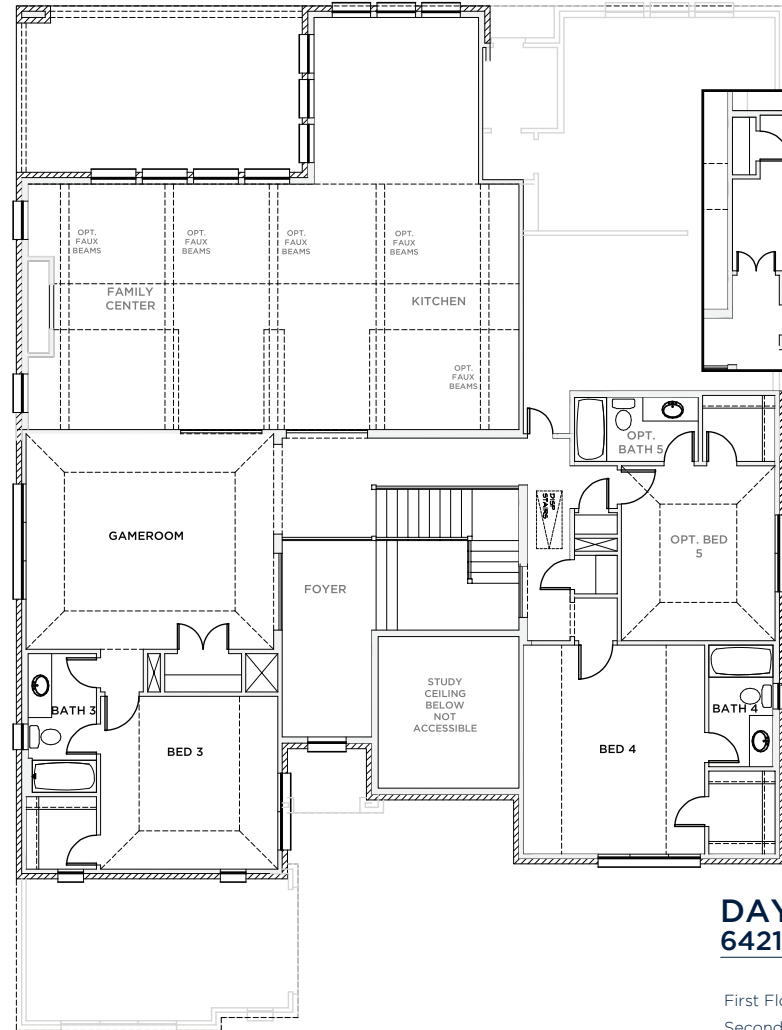 OPT.
FAUX
BEAMS
OPT.
FAUX
BEAMS
OPT.
FAUX
BEAMS
OPT.
FAUX
BEAMS
FAMILY
CENTER
KITCHEN
OPT.
FAUX
BEAMS
OPT.
BATH 5
DISP
STAIRS
GAMEROOM
OPT. BED
5
FOYER
STUDY
CEILING
BELOW
NOT
ACCESSIBLE
BATH 3
BED 3
BED 4
BATH 4
DAY
6421
First Flo
Second